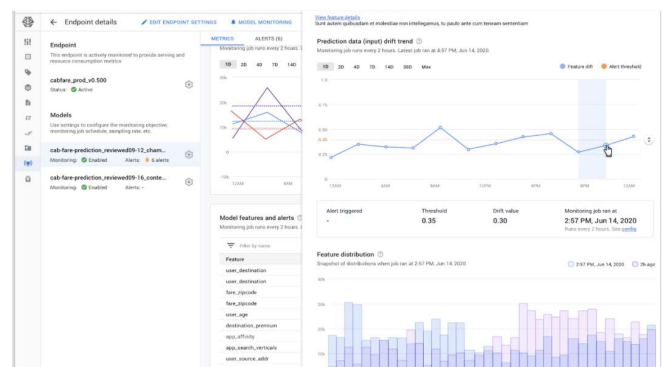 Endpoint details
EDIT ENDPOINT SETTINGS
MODEL MONITORING
Endpoint
This endpoint is actively monitored to provide serving and
resource consumption metrics
cabfare_prod_v0.500
Status: Active
Models
Use settings to configure the monitoring objective,
monitoring job schedule, sampling rate, etc.
cab-fare-prediction_reviewed09-12_cham...
Monitoring: Enabled Alerts: 6 alerts
cab-fare-prediction_reviewed09-16_conte...
Monitoring: Enabled Alerts: -
METRICS ALERTS (6)
Monitoring job runs every 2 hours.
1D 2D 4D 7D 14D
30k
20k
10k
0
-10k
12AM 8AM
Model features and alerts
Monitoring job runs every 2 hours.
Filter by name
Feature
user_destination
user_destination
fare_zipcode
fare_zipcode
user_age
destination_premium
app_affinity
app_search_verticals
user_source_addr
View feature details
Sunt autem quibusdam et molestiae non intellegamus, tu paulo ante cum teneam sententiam
Prediction data (input) drift trend
Monitoring job runs every 2 hours. Latest job ran at 4:57 PM, Jun 14, 2020
1D 2D 4D 7D 14D 30D Max
Feature drift Alert threshold
1.0
0.75
0.50
0.25
0
12AM
12AM
Alert triggered Threshold Drift value Monitoring job ran at
- 0.35 0.30 2:57 PM, Jun 14, 2020
Runs every 2 hours. See config
Feature distribution
Snapshot of distributions when job ran at 2:57 PM, Jun 14, 2020
2:57 PM, Jun 14, 2020 2h ago
40k
30k
20k
10k